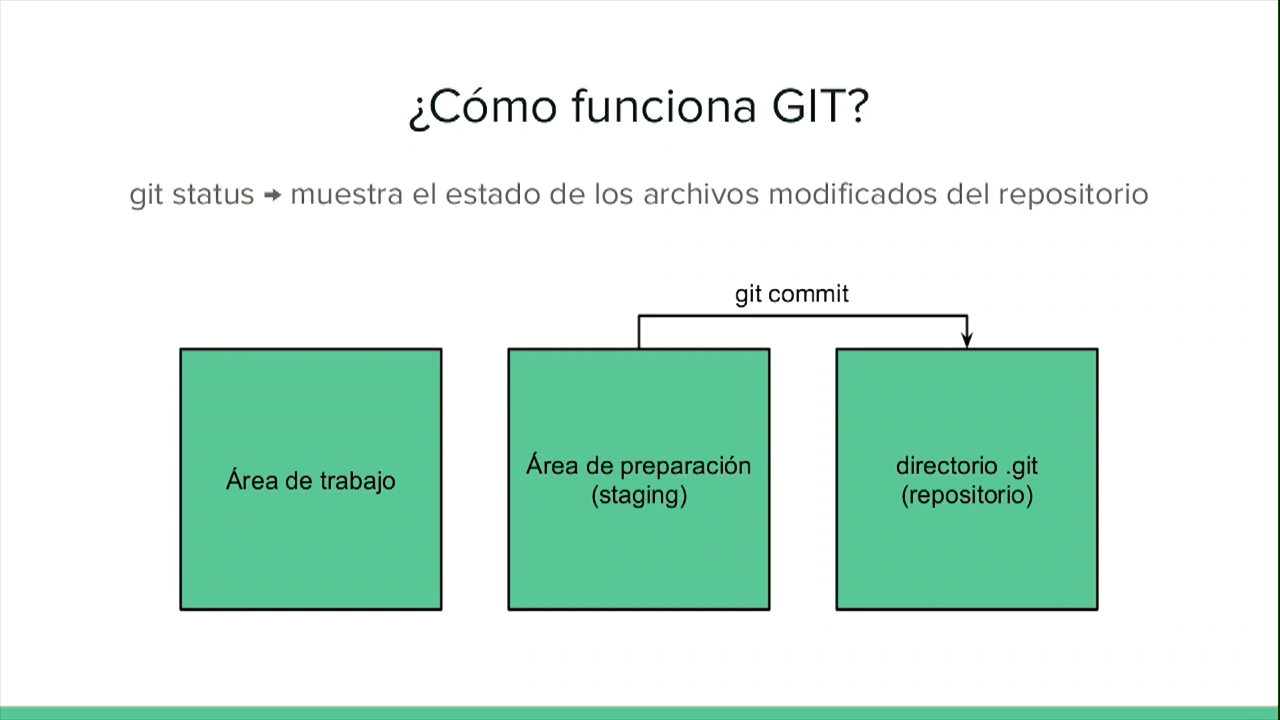 ¿Cómo funciona GIT?
git status → muestra el estado de los archivos modificados del repositorio
git commit
Área de trabajo
Área de preparación
(staging)
directorio .git
(repositorio)